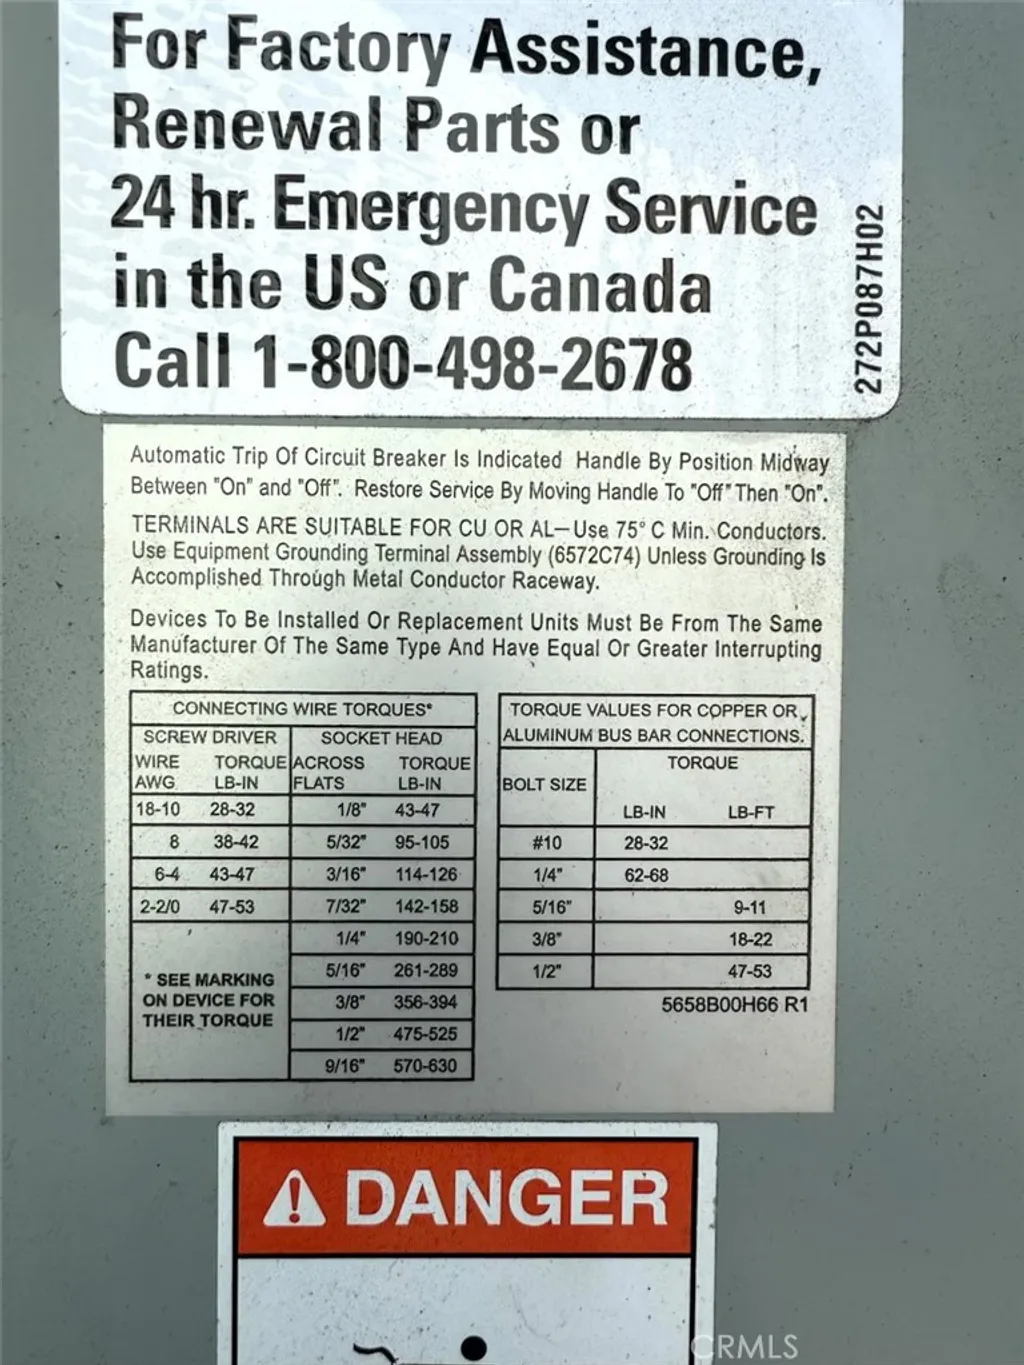 For Factory Assistance,
Renewal Parts or
24 hr. Emergency Service
in the US or Canada
Call 1-800-498-2678
272P087H02
Automatic Trip Of Circuit Breaker Is Indicated Handle By Position Midway
Between "On" and "Off". Restore Service By Moving Handle To "Off" Then "On".
TERMINALS ARE SUITABLE FOR CU OR AL—Use 75° C Min. Conductors.
Use Equipment Grounding Terminal Assembly (6572C74) Unless Grounding Is
Accomplished Through Metal Conductor Raceway.
Devices To Be Installed Or Replacement Units Must Be From The Same
Manufacturer Of The Same Type And Have Equal Or Greater Interrupting
Ratings.
CONNECTING WIRE TORQUES*
SCREW DRIVER SOCKET HEAD
WIRE TORQUE ACROSS TORQUE
AWG LB-IN FLATS LB-IN
18-10 28-32 1/8" 43-47
8 38-42 5/32" 95-105
6-4 43-47 3/16" 114-126
2-2/0 47-53 7/32" 142-158
1/4" 190-210
5/16" 261-289
3/8" 356-394
1/2" 475-525
9/16" 570-630
* SEE MARKING
ON DEVICE FOR
THEIR TORQUE
TORQUE VALUES FOR COPPER OR
ALUMINUM BUS BAR CONNECTIONS.
TORQUE
BOLT SIZE
LB-IN LB-FT
#10 28-32
1/4" 62-68
5/16" 9-11
3/8" 18-22
1/2" 47-53
5658B00H66 R1
DANGER
CRMLS